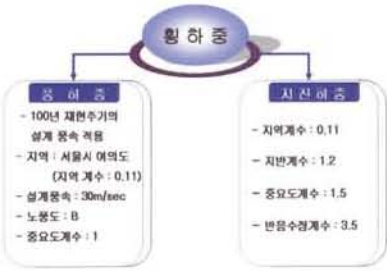 횡하중
풍하중
- 100년 재현주기의
설계 풍속 적용
- 지역 : 서울시 여의도
(지역 계수 : 0.11)
- 설계풍속 : 30m/sec
- 노풍도 : B
- 중요도계수 : 1
지진하중
- 지역계수 : 0.11
- 지반계수 : 1.2
- 중요도계수 : 1.5
- 반응수정계수 : 3.5